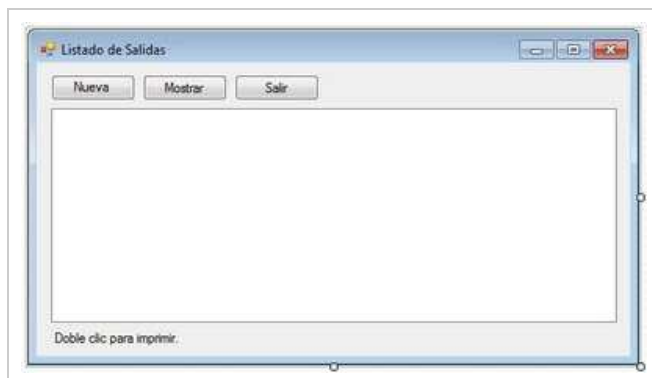 Listado de Salidas
Nueva Mostrar Salir
Doble clic para imprimir.